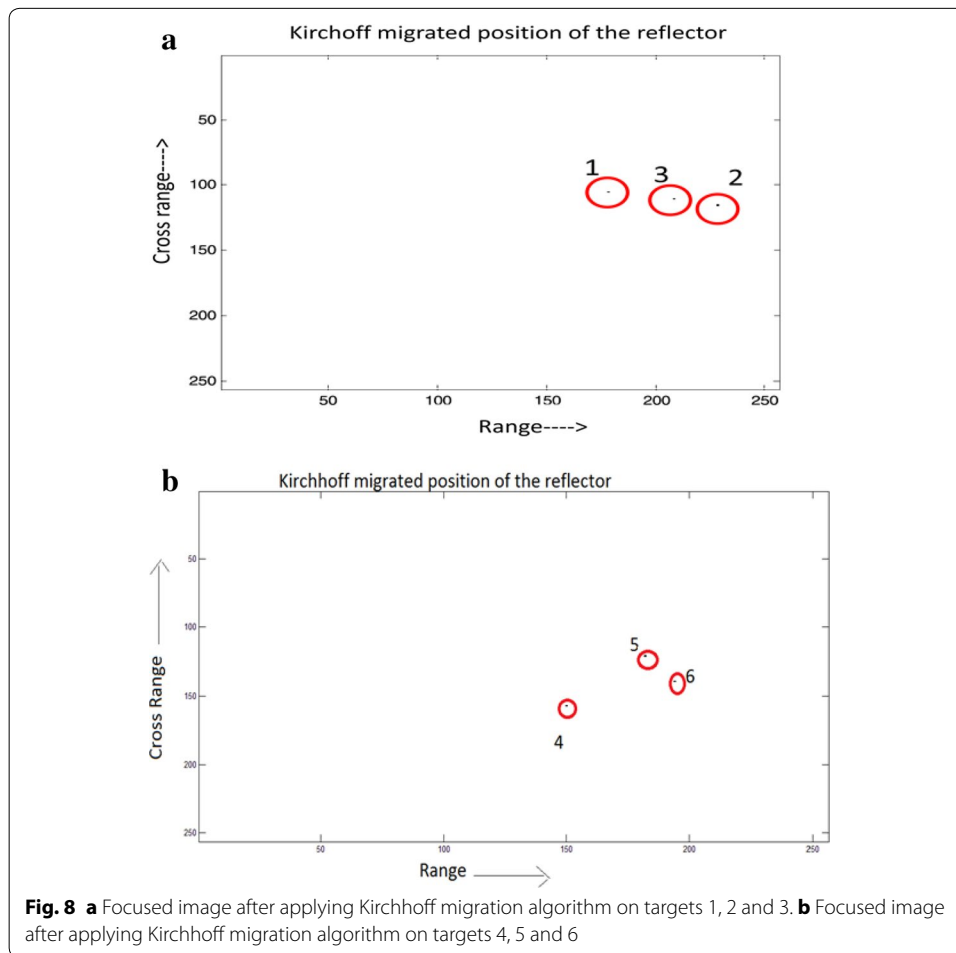 a
Kirchoff migrated position of the reflector
50
100
150
200
250
Cross range---->
1
3
2
50
100
150
200
250
Range---->
b
Kirchhoff migrated position of the reflector
50
100
150
200
250
Cross Range
5
6
4
50
100
150
200
250
Range
Fig. 8 a Focused image after applying Kirchhoff migration algorithm on targets 1, 2 and 3. b Focused image
after applying Kirchhoff migration algorithm on targets 4, 5 and 6